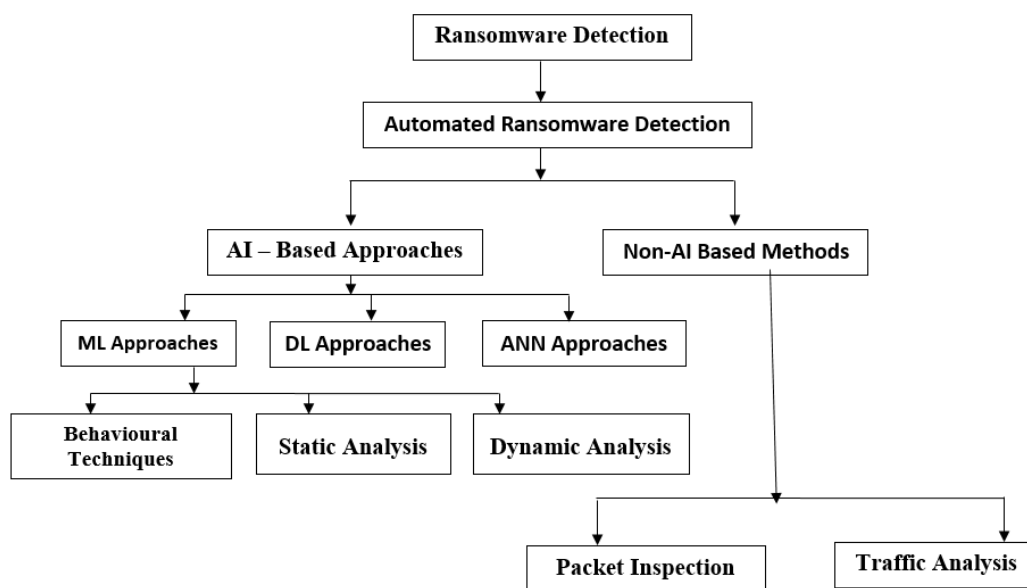 Ransomware Detection
Automated Ransomware Detection
AI – Based Approaches
Non-AI Based Methods
ML Approaches
DL Approaches
ANN Approaches
Behavioural
Techniques
Static Analysis
Dynamic Analysis
Packet Inspection
Traffic Analysis